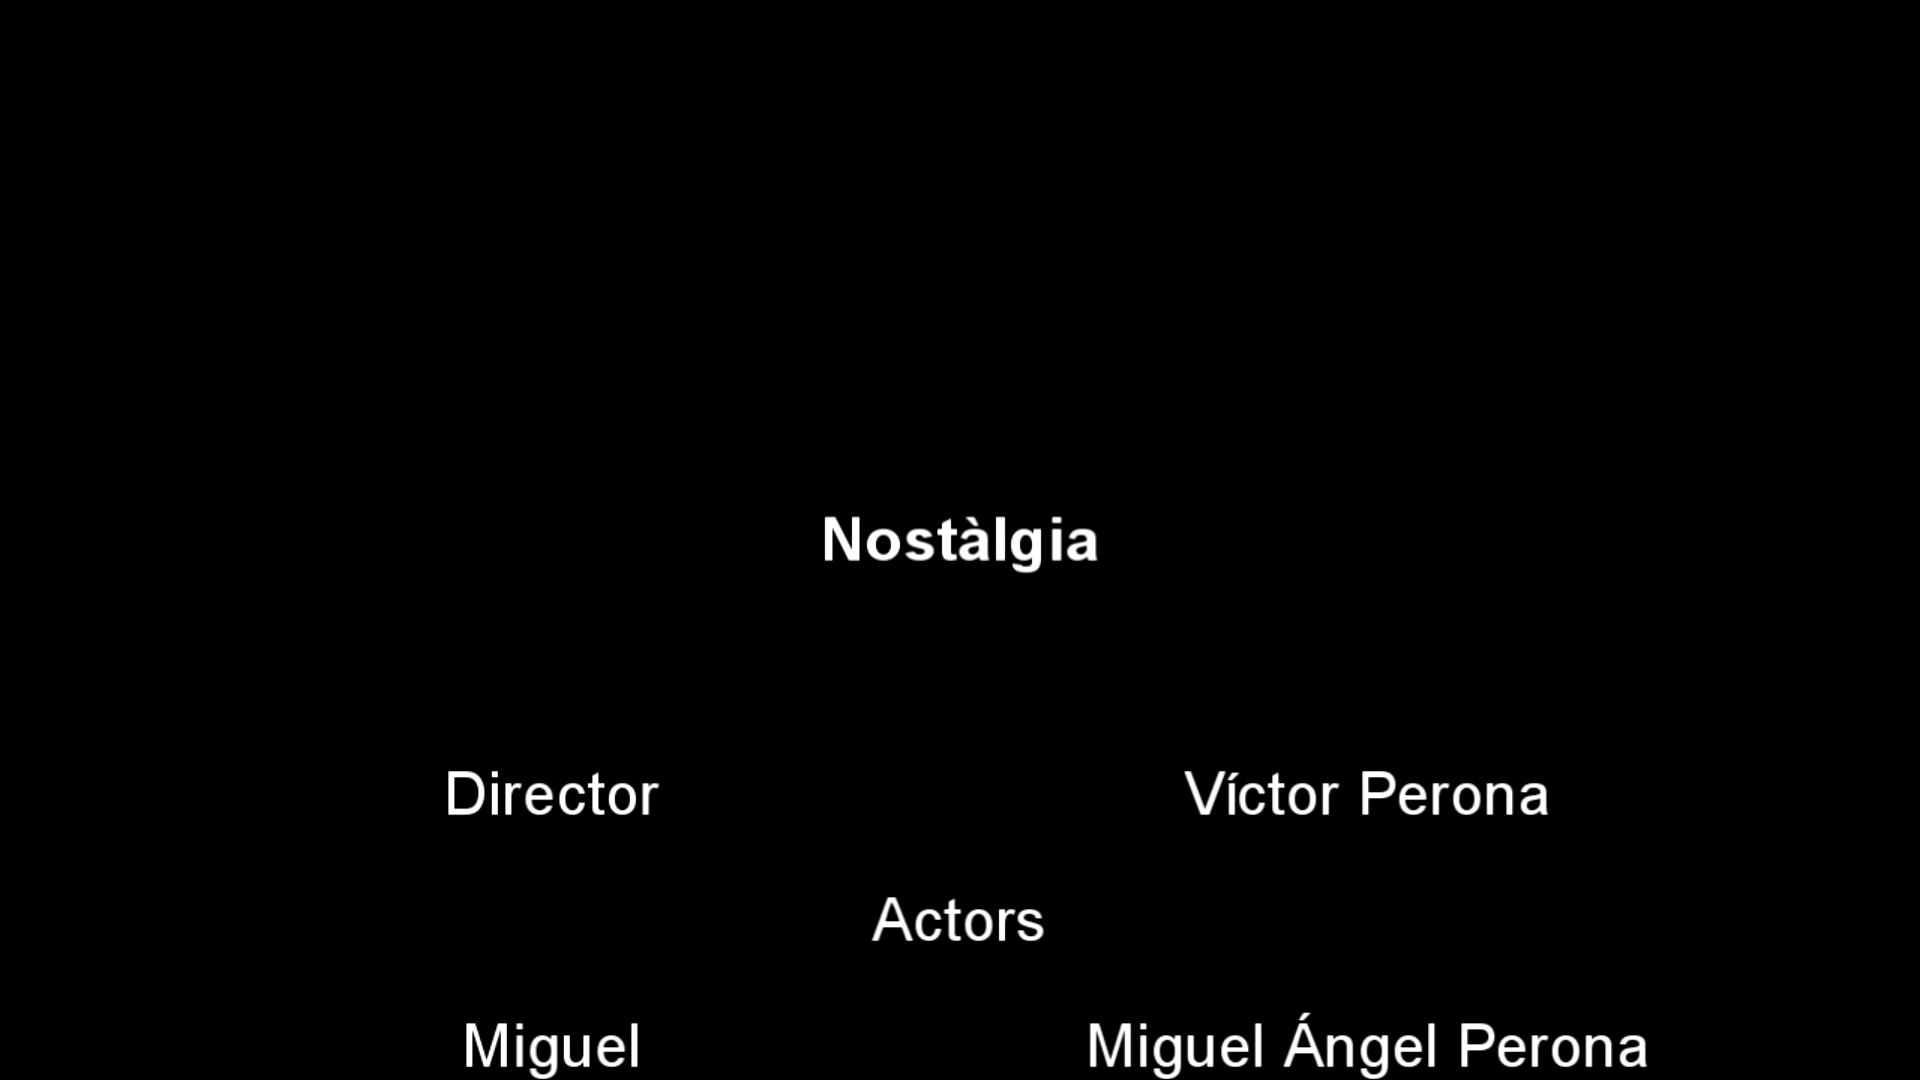 Nostàlgia
Director Víctor Perona
Actors
Miguel Miguel Ángel Perona